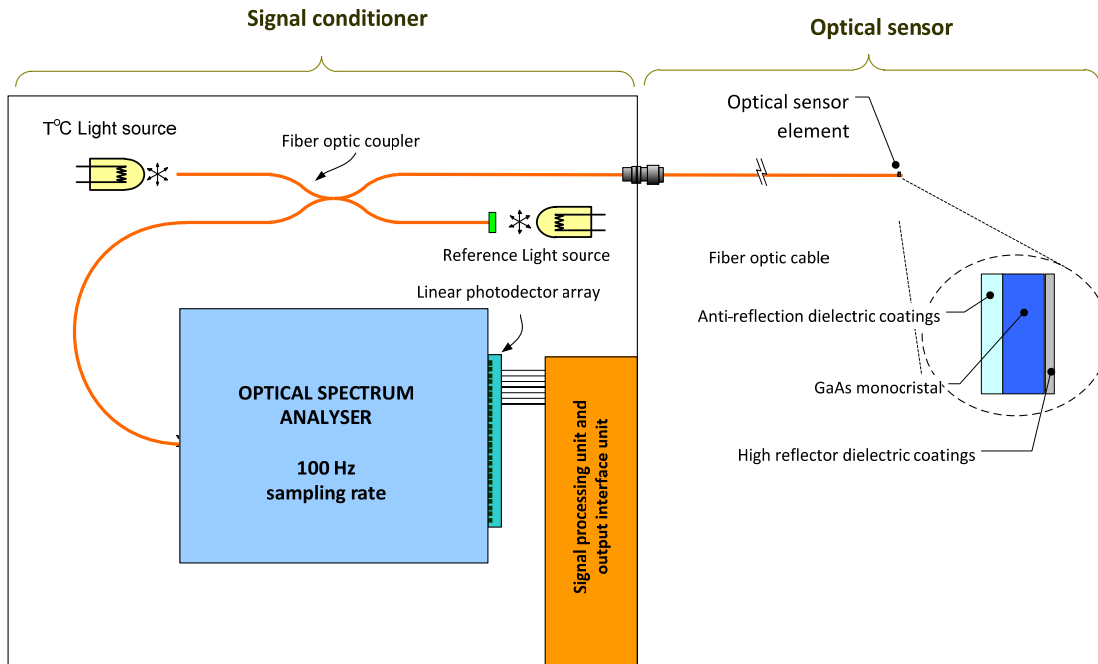 Signal conditioner
Optical sensor
T°C Light source
Fiber optic coupler
Optical sensor
element
Reference Light source
Fiber optic cable
Linear photodector array
Anti-reflection dielectric coatings
OPTICAL SPECTRUM
ANALYSER
100 Hz
sampling rate
GaAs monocristal
High reflector dielectric coatings
Signal processing unit and
output interface unit